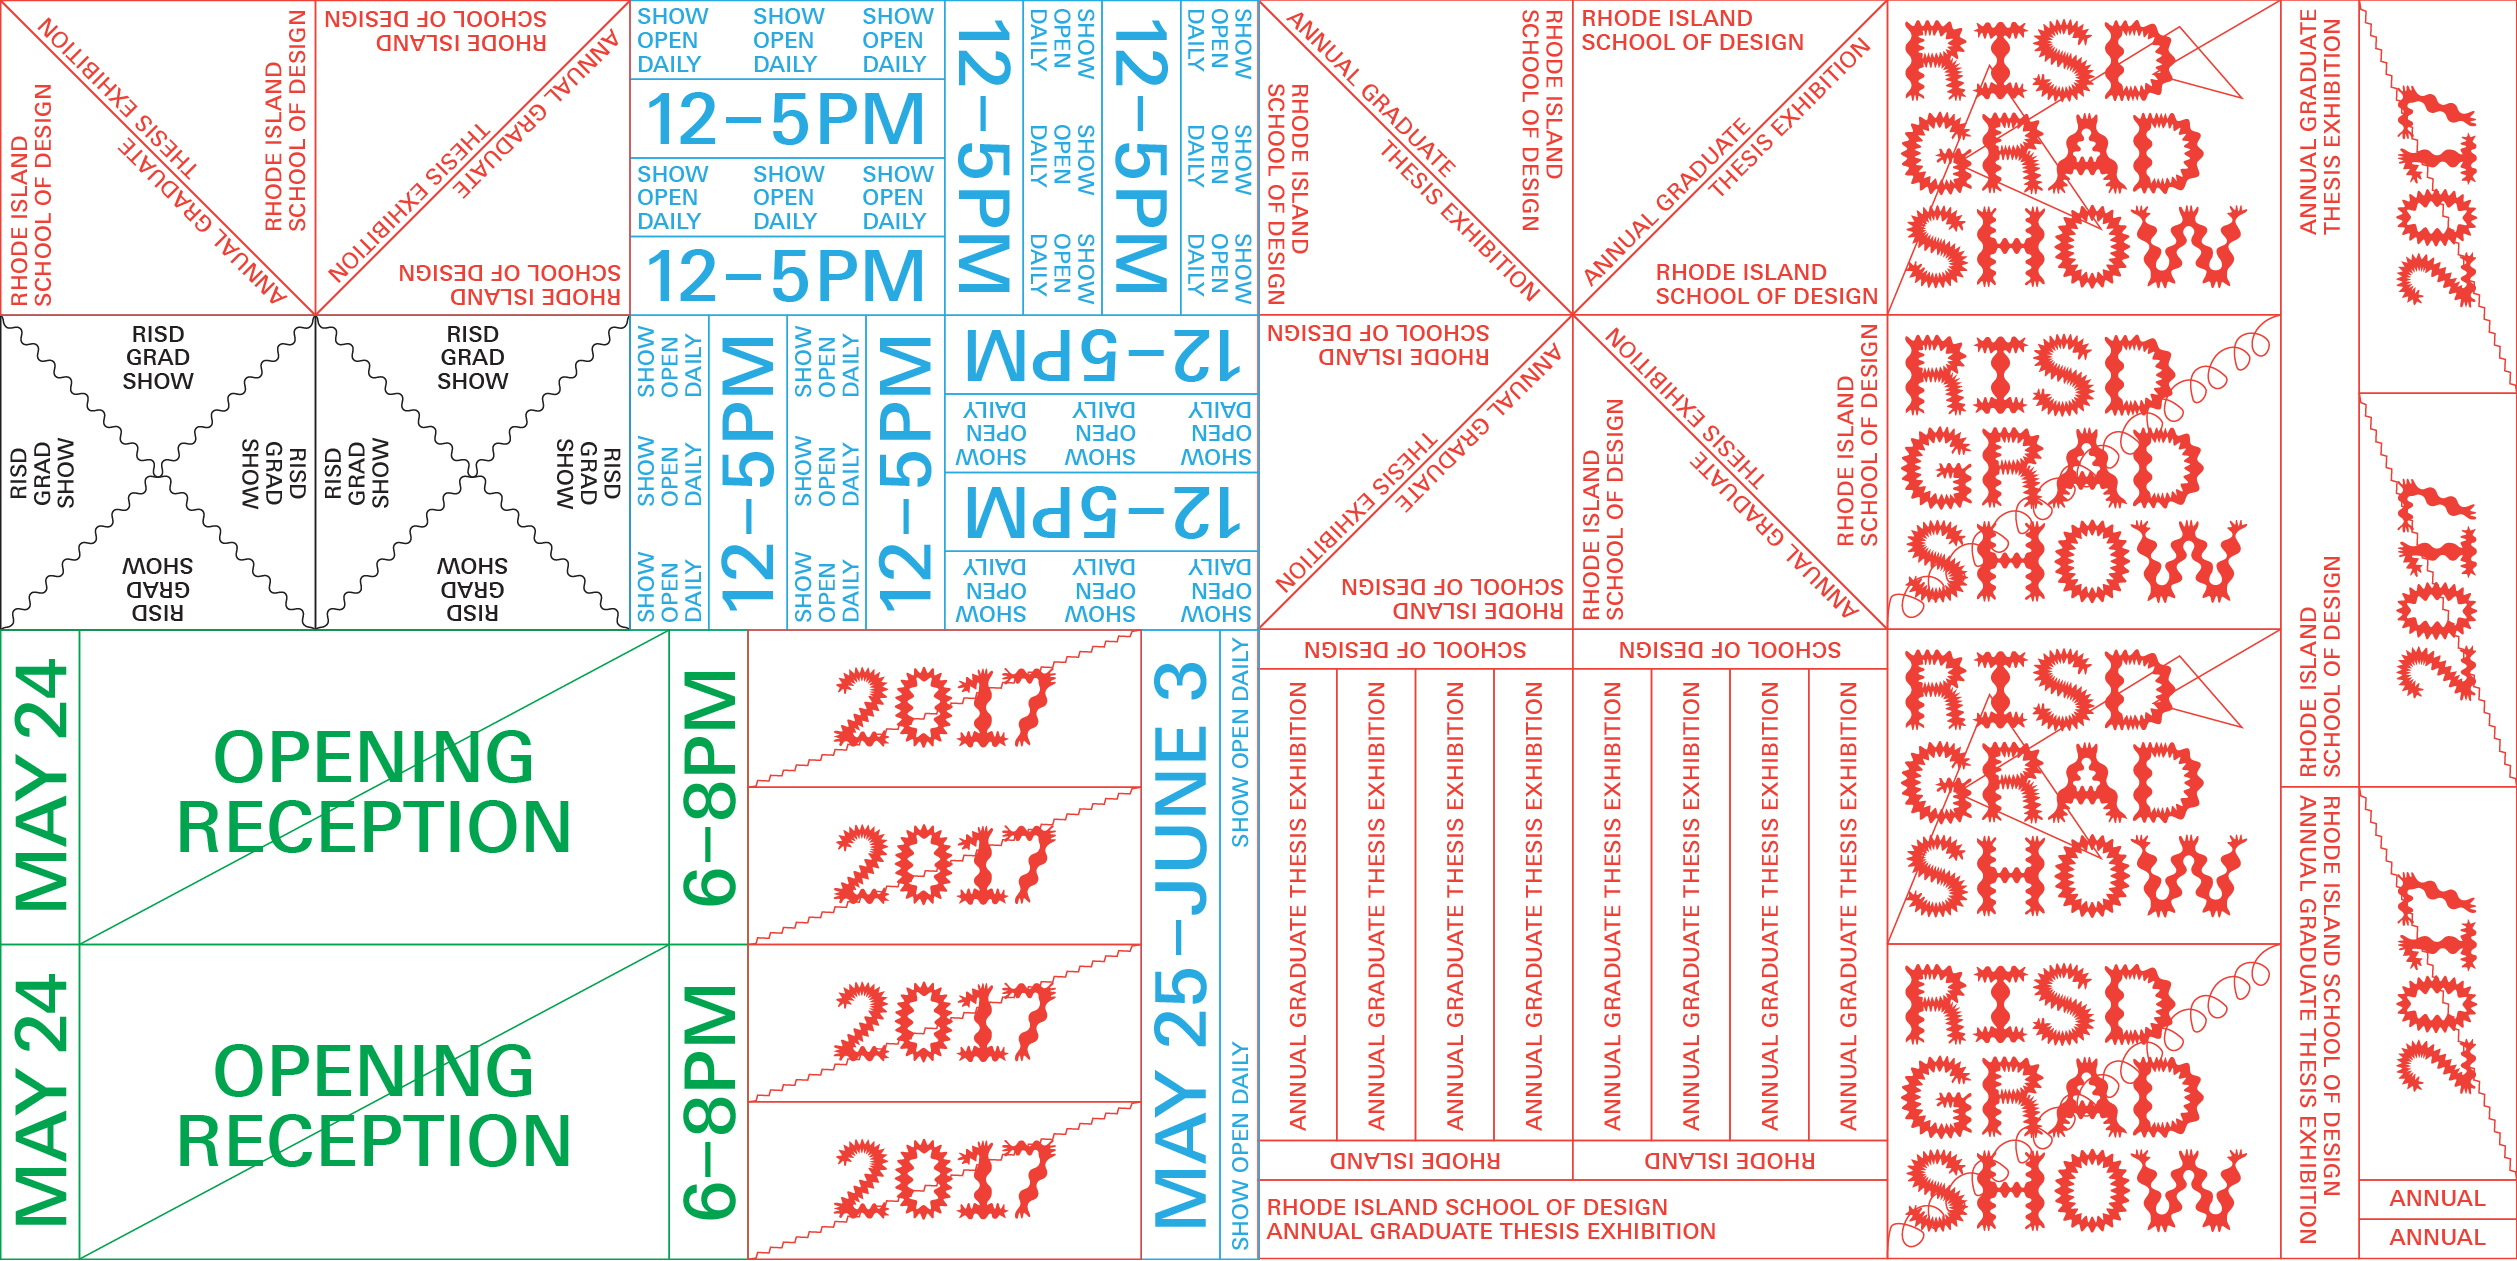 RHODE ISLAND
SCHOOL OF DESIGN
ANNUAL GRADUATE
THESIS EXHIBITION
RHODE ISLAND
SCHOOL OF DESIGN
RHODE ISLAND
SCHOOL OF DESIGN
ANNUAL GRADUATE
THESIS EXHIBITION
RHODE ISLAND
SCHOOL OF DESIGN
SHOW
OPEN
DAILY
SHOW
OPEN
DAILY
SHOW
OPEN
DAILY
12–5PM
SHOW
OPEN
DAILY
SHOW
OPEN
DAILY
SHOW
OPEN
DAILY
12–5PM
12–5PM
SHOW
OPEN
DAILY
SHOW
OPEN
DAILY
SHOW
OPEN
DAILY
12–5PM
SHOW
OPEN
DAILY
SHOW
OPEN
DAILY
SHOW
OPEN
DAILY
RHODE ISLAND
SCHOOL OF DESIGN
ANNUAL GRADUATE
THESIS EXHIBITION
RHODE ISLAND
SCHOOL OF DESIGN
RHODE ISLAND
SCHOOL OF DESIGN
ANNUAL GRADUATE
THESIS EXHIBITION
RHODE ISLAND
SCHOOL OF DESIGN
RISD
GRAD
SHOW
ANNUAL GRADUATE
THESIS EXHIBITION
2017
RISD
GRAD
SHOW
RISD
GRAD
SHOW
RISD
GRAD
SHOW
RISD
GRAD
SHOW
RISD
GRAD
SHOW
RISD
GRAD
SHOW
RISD
GRAD
SHOW
RISD
GRAD
SHOW
SHOW
OPEN
DAILY
SHOW
OPEN
DAILY
SHOW
OPEN
DAILY
12–5PM
SHOW
OPEN
DAILY
SHOW
OPEN
DAILY
SHOW
OPEN
DAILY
12–5PM
12–5PM
SHOW
OPEN
DAILY
SHOW
OPEN
DAILY
SHOW
OPEN
DAILY
12–5PM
SHOW
OPEN
DAILY
SHOW
OPEN
DAILY
SHOW
OPEN
DAILY
RHODE ISLAND
SCHOOL OF DESIGN
ANNUAL GRADUATE
THESIS EXHIBITION
RHODE ISLAND
SCHOOL OF DESIGN
RHODE ISLAND
SCHOOL OF DESIGN
ANNUAL GRADUATE
THESIS EXHIBITION
RHODE ISLAND
SCHOOL OF DESIGN
RISD
GRAD
SHOW
RHODE ISLAND
SCHOOL OF DESIGN
2017
MAY 24
OPENING
RECEPTION
6–8PM
2017
2017
MAY 24
OPENING
RECEPTION
6–8PM
2017
2017
MAY 25–JUNE 3
SHOW OPEN DAILY
SHOW OPEN DAILY
SCHOOL OF DESIGN
SCHOOL OF DESIGN
ANNUAL GRADUATE THESIS EXHIBITION
ANNUAL GRADUATE THESIS EXHIBITION
ANNUAL GRADUATE THESIS EXHIBITION
ANNUAL GRADUATE THESIS EXHIBITION
ANNUAL GRADUATE THESIS EXHIBITION
ANNUAL GRADUATE THESIS EXHIBITION
ANNUAL GRADUATE THESIS EXHIBITION
ANNUAL GRADUATE THESIS EXHIBITION
RHODE ISLAND
RHODE ISLAND
RHODE ISLAND SCHOOL OF DESIGN
ANNUAL GRADUATE THESIS EXHIBITION
RISD
GRAD
SHOW
RISD
GRAD
SHOW
RHODE ISLAND SCHOOL OF DESIGN
ANNUAL GRADUATE THESIS EXHIBITION
2017
ANNUAL
ANNUAL